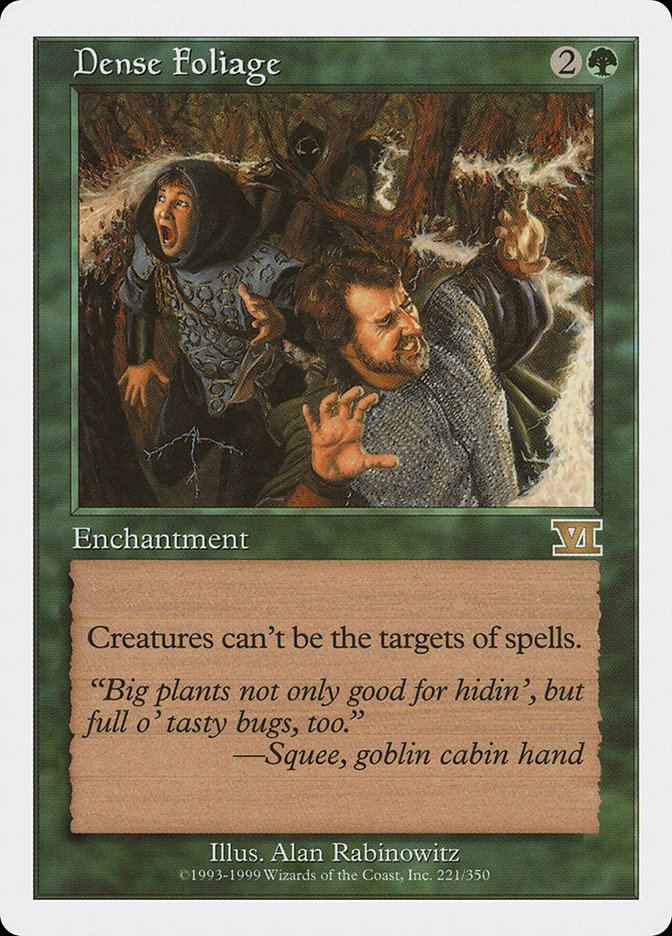 Dense Foliage
2
Enchantment
VI
Creatures can't be the targets of spells.
“Big plants not only good for hidin', but
full o' tasty bugs, too.”
—Squee, goblin cabin hand
Illus. Alan Rabinowitz
©1993-1999 Wizards of the Coast, Inc. 221/350